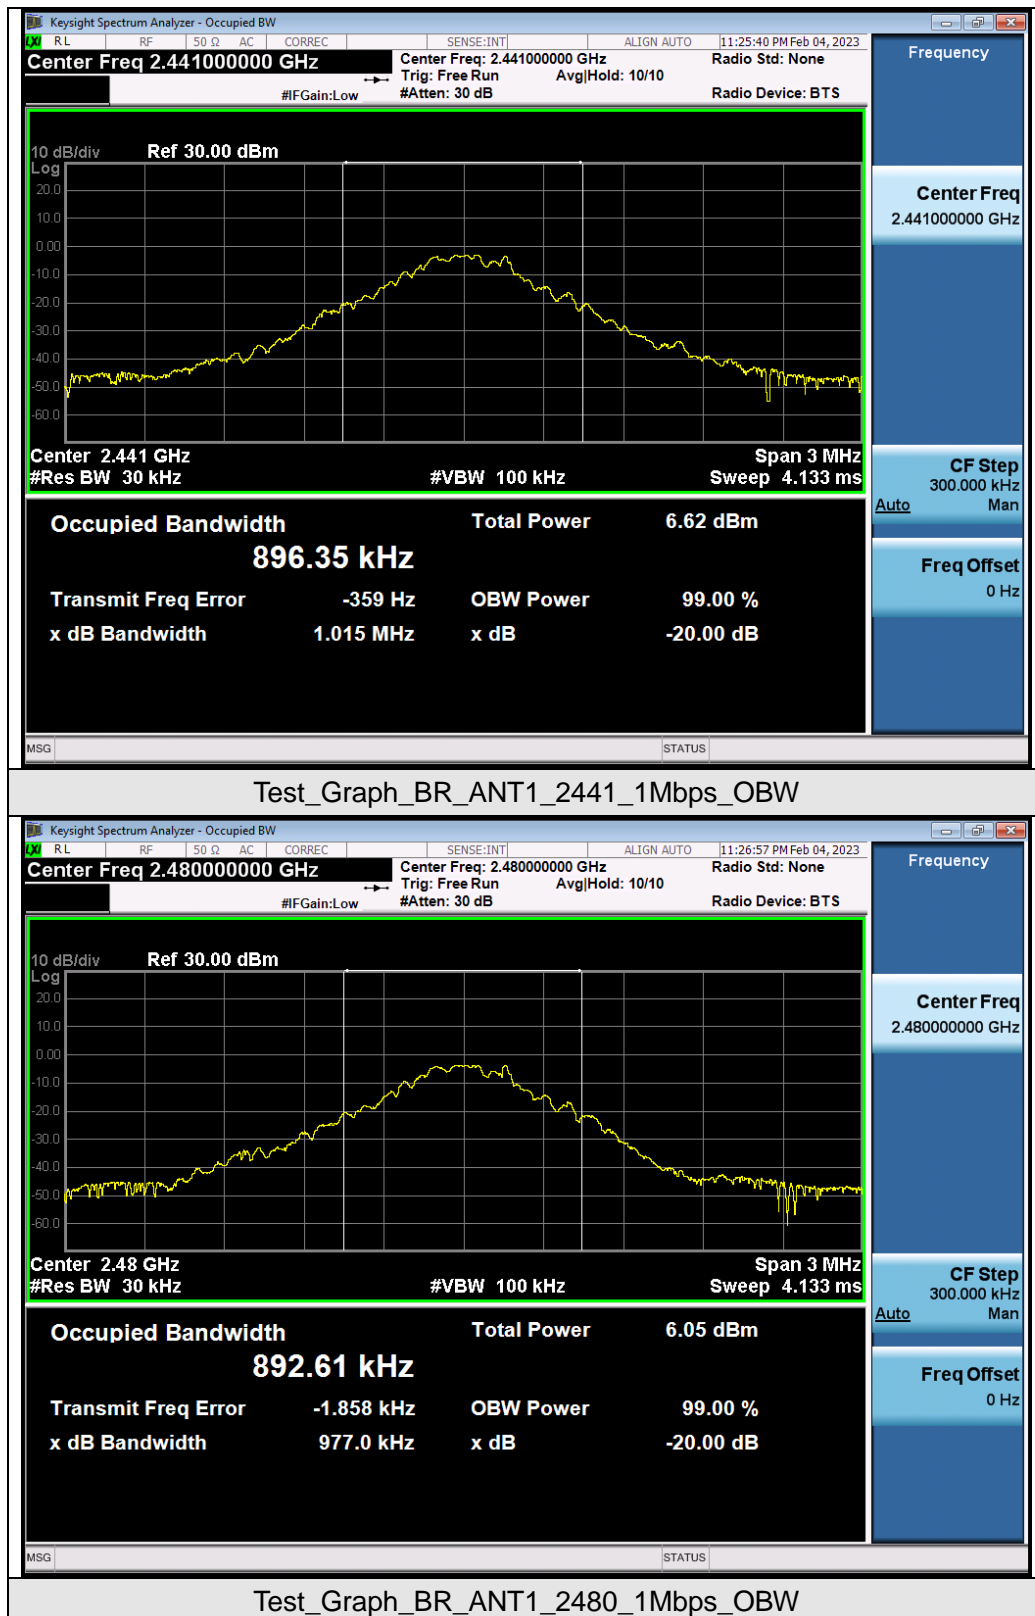 Keysight Spectrum Analyzer - Occupied BW
LXI RL RF 50 Ω AC CORREC SENSE:INT ALIGN AUTO 11:25:40 PM Feb 04, 2023
Center Freq 2.441000000 GHz
Center Freq: 2.441000000 GHz
Radio Std: None
Trig: Free Run Avg|Hold: 10/10
#IFGain:Low
#Atten: 30 dB
Radio Device: BTS
Frequency
10 dB/div Ref 30.00 dBm
Log
20.0
10.0
0.00
-10.0
-20.0
-30.0
-40.0
-50.0
-60.0
Center Freq
2.441000000 GHz
Center 2.441 GHz Span 3 MHz
#Res BW 30 kHz #VBW 100 kHz Sweep 4.133 ms
CF Step
300.000 kHz
Auto Man
Freq Offset
0 Hz
Occupied Bandwidth Total Power 6.62 dBm
896.35 kHz
Transmit Freq Error -359 Hz OBW Power 99.00 %
x dB Bandwidth 1.015 MHz x dB -20.00 dB
MSG STATUS
Test_Graph_BR_ANT1_2441_1Mbps_OBW
Keysight Spectrum Analyzer - Occupied BW
LXI RL RF 50 Ω AC CORREC SENSE:INT ALIGN AUTO 11:26:57 PM Feb 04, 2023
Center Freq 2.480000000 GHz
Center Freq: 2.480000000 GHz
Radio Std: None
Trig: Free Run Avg|Hold: 10/10
#IFGain:Low
#Atten: 30 dB
Radio Device: BTS
Frequency
10 dB/div Ref 30.00 dBm
Log
20.0
10.0
0.00
-10.0
-20.0
-30.0
-40.0
-50.0
-60.0
Center Freq
2.480000000 GHz
Center 2.48 GHz Span 3 MHz
#Res BW 30 kHz #VBW 100 kHz Sweep 4.133 ms
CF Step
300.000 kHz
Auto Man
Freq Offset
0 Hz
Occupied Bandwidth Total Power 6.05 dBm
892.61 kHz
Transmit Freq Error -1.858 kHz OBW Power 99.00 %
x dB Bandwidth 977.0 kHz x dB -20.00 dB
MSG STATUS
Test_Graph_BR_ANT1_2480_1Mbps_OBW